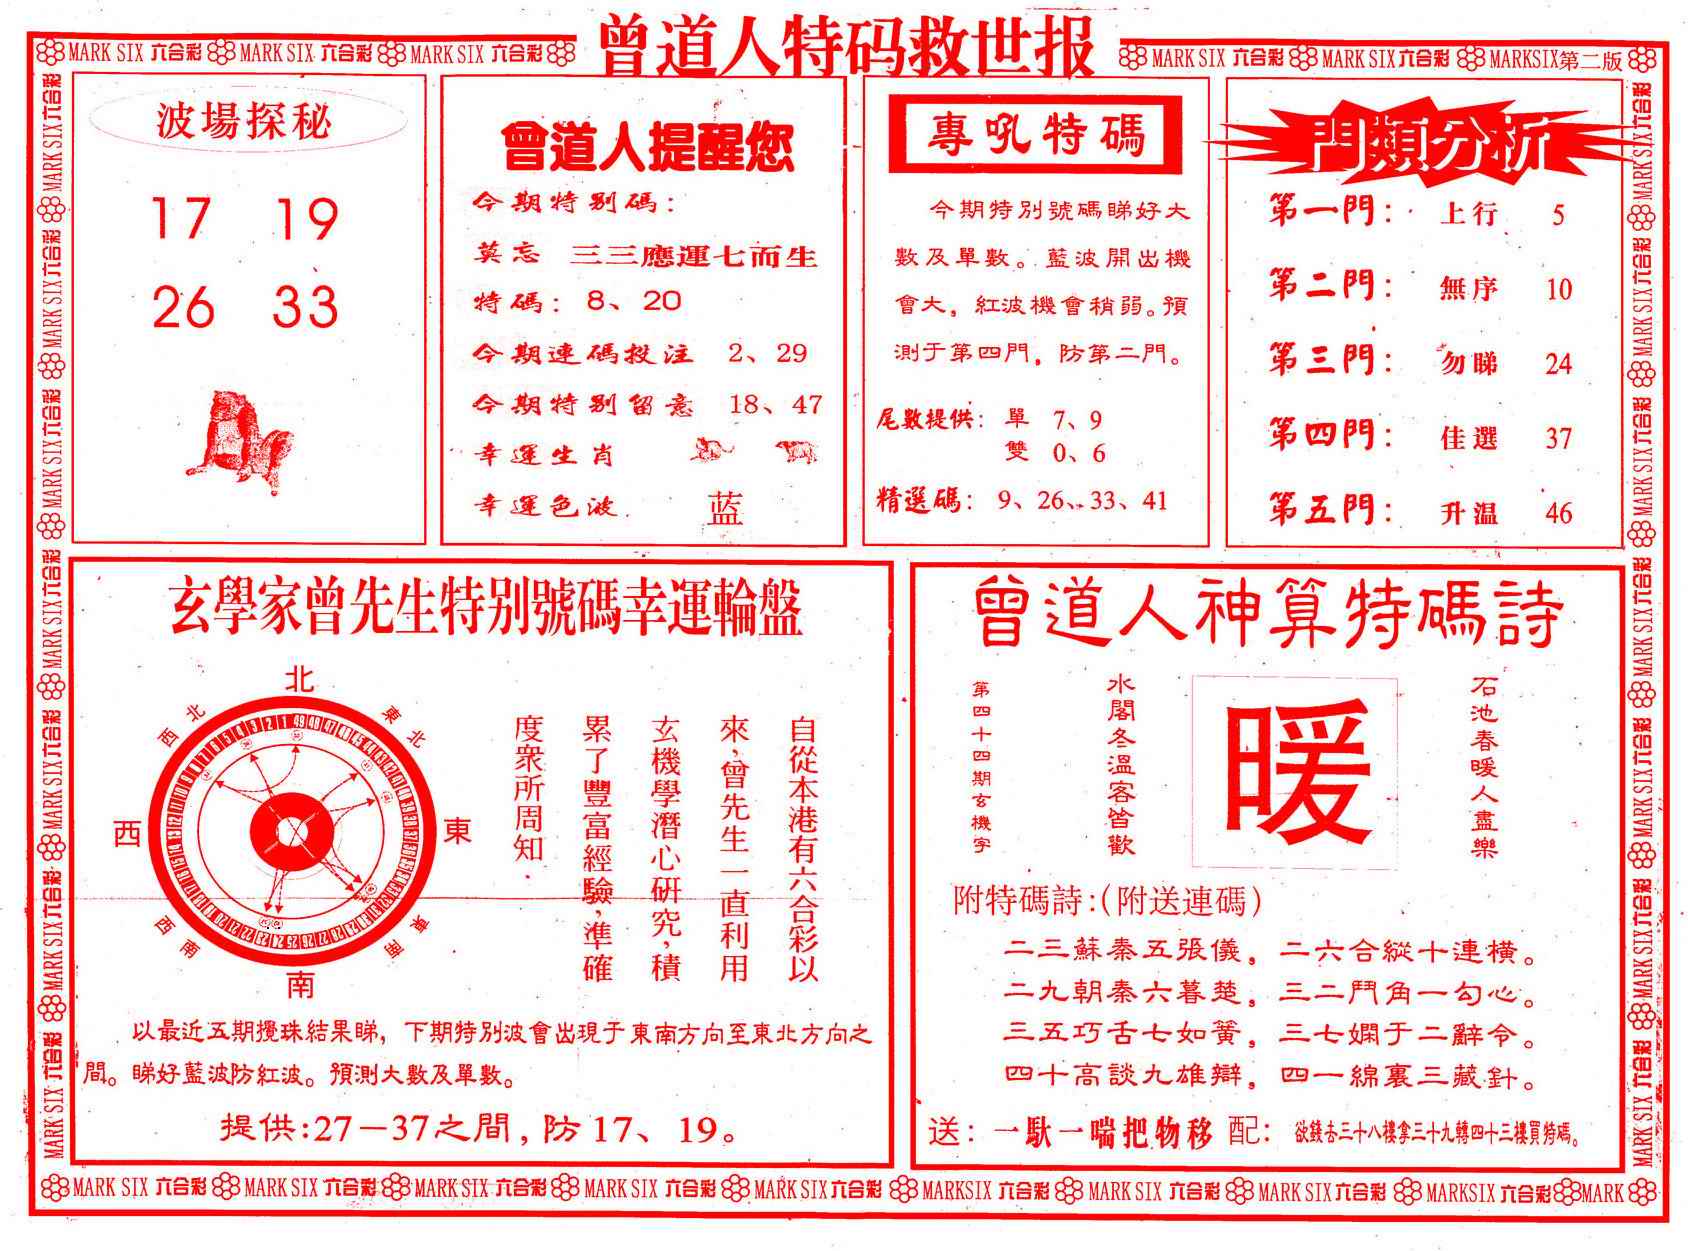 曾道人特码救世报
MARK SIX 六合彩 MARK SIX 六合彩 MARK SIX 六合彩
MARK SIX 六合彩 MARK SIX 六合彩 MARKSIX第二版
波場探秘
17 19
26 33
曾道人提醒您
今期特别碼：
莫忘 三三應運七而生
特碼：8、20
今期連碼投注 2、29
今期特别留意 18、47
幸運生肖
幸運色波 蓝
專吼特碼
今期特别號碼睇好大
數及單數。藍波開出機
會大，紅波機會稍弱。預
測于第四門，防第二門。
尾數提供：單 7、9
雙 0、6
精選碼：9、26、33、41
門類分析
第一門：上行 5
第二門：無序 10
第三門：勿睇 24
第四門：佳選 37
第五門：升温 46
玄學家曾先生特别號碼幸運輪盤
北
西北
東北
西
東
西南
東南
南
自從本港有六合彩以
來，曾先生一直利用
玄機學潛心研究，積
累了豐富經驗，準確
度衆所周知．
以最近五期攪珠結果睇，下期特别波會出現于東南方向至東北方向之
間。睇好藍波防紅波。預測大數及單數。
提供:27－37之間，防17、19。
曾道人神算特碼詩
石池春暖人盡樂
暖
水閣冬溫客皆歡
第四十四期玄機字
附特碼詩:(附送連碼)
二三蘇秦五張儀，二六合縱十連横。
二九朝秦六暮楚，三二鬥角一勾心。
三五巧舌七如簧，三七嫻于二辭令。
四十高談九雄辯，四一綿裏三藏針。
送：一馱一喘把物移 配：欲錢去三十八樓拿三十九轉四十三樓買特碼。
MARK SIX 六合彩 MARK SIX 六合彩 MARK SIX 六合彩 MARK SIX 六合彩 MARK SIX 六合彩 MARKSIX 六合彩 MARK SIX 六合彩 MARK SIX 六合彩 MARKSIX 六合彩 MARK